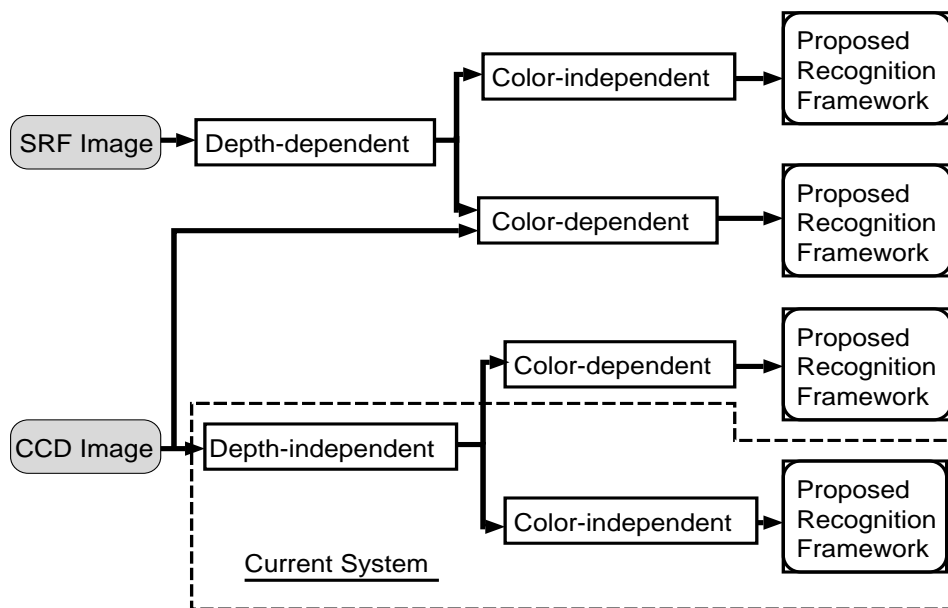 Proposed
Recognition
Framework
Color-independent
SRF Image
Depth-dependent
Proposed
Recognition
Framework
Color-dependent
Proposed
Recognition
Framework
Color-dependent
CCD Image
Depth-independent
Proposed
Recognition
Framework
Color-independent
Current System